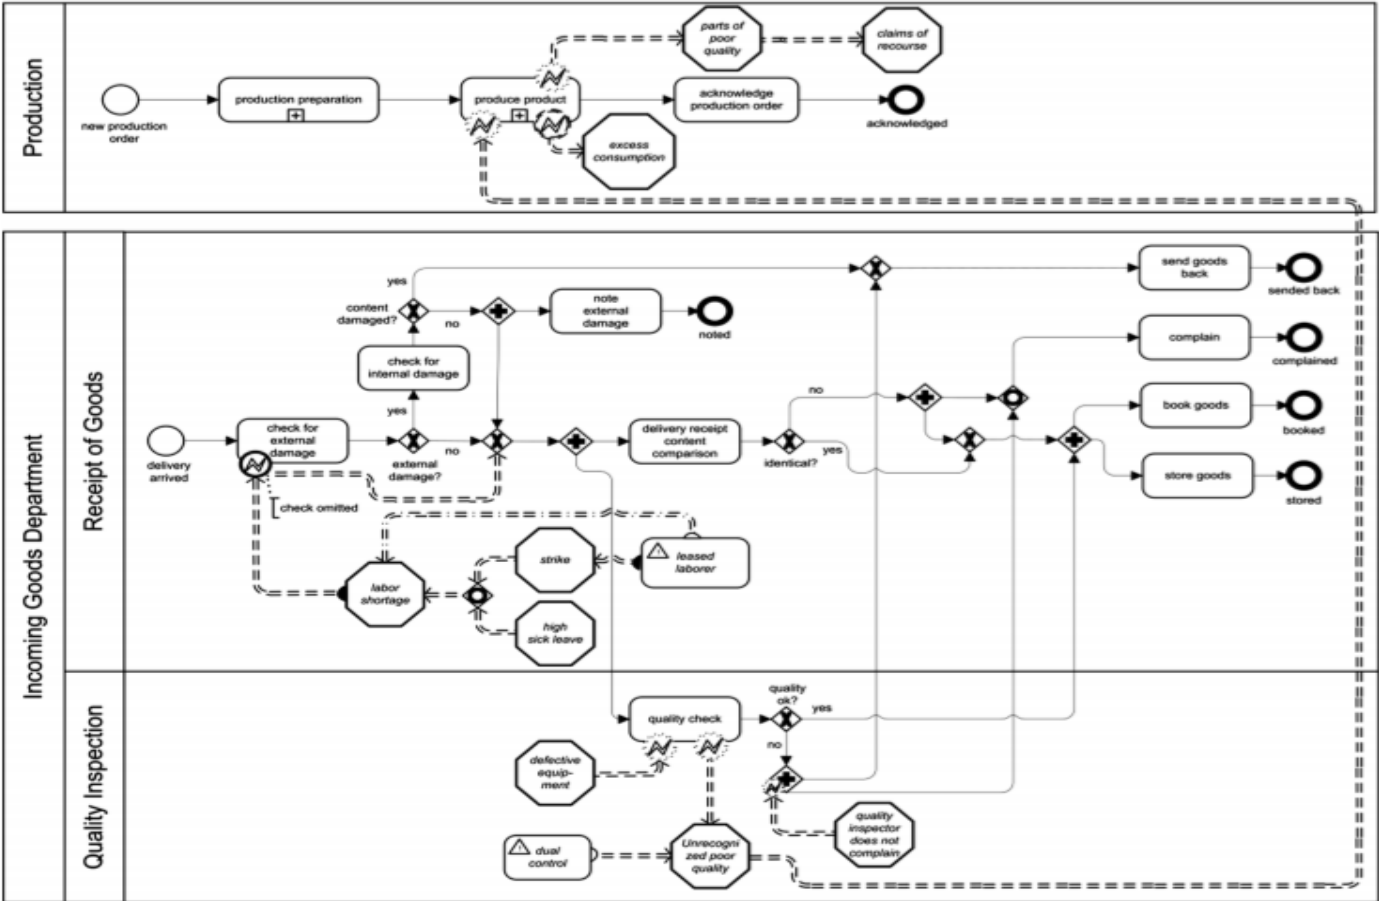 Production
new production
order
production preparation
produce product
parts of
poor
quality
claims of
recourse
excess
consumption
acknowledge
production order
acknowledged
Incoming Goods Department
Receipt of Goods
delivery
arrived
check for
external
damage
check omitted
external
damage?
yes
no
check for
internal damage
content
damaged?
yes
no
note
external
damage
noted
delivery receipt
content
comparison
identical?
no
yes
send goods
back
sended back
complain
complained
book goods
booked
store goods
stored
labor
shortage
strike
high
sick leave
leased
laborer
Quality Inspection
quality check
quality
ok?
yes
no
defective
equip-
ment
dual
control
Unrecogni
zed poor
quality
quality
inspector
does not
complain